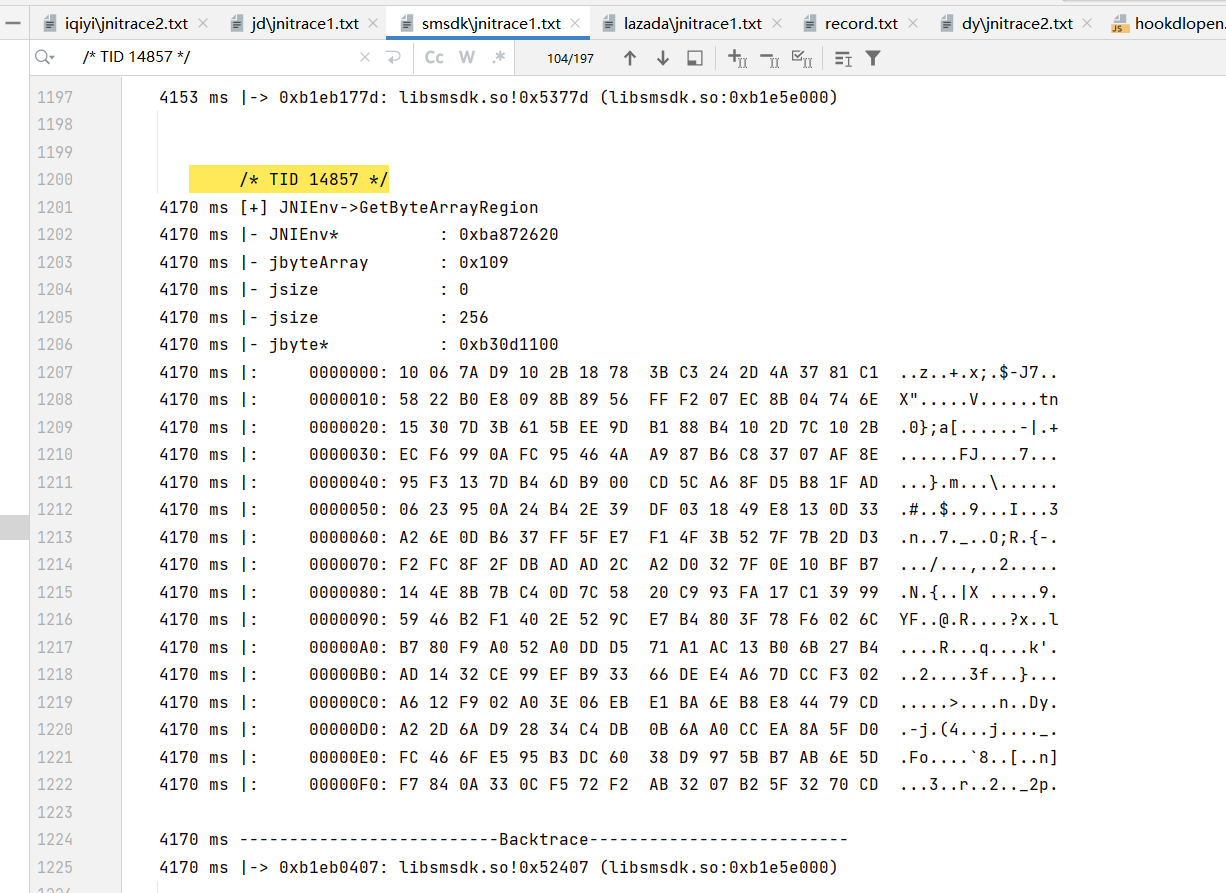 iqiyi\jnitrace2.txt jd\jnitrace1.txt smsdk\jnitrace1.txt lazada\jnitrace1.txt record.txt dy\jnitrace2.txt hookdlopen.
/* TID 14857 */ Cc W .* 104/197
1197 4153 ms |-> 0xb1eb177d: libsmsdk.so!0x5377d (libsmsdk.so:0xb1e5e000)
1198
1199
1200 /* TID 14857 */
1201 4170 ms [+] JNIEnv->GetByteArrayRegion
1202 4170 ms |- JNIEnv* : 0xba872620
1203 4170 ms |- jbyteArray : 0x109
1204 4170 ms |- jsize : 0
1205 4170 ms |- jsize : 256
1206 4170 ms |- jbyte* : 0xb30d1100
1207 4170 ms |: 0000000: 10 06 7A D9 10 2B 18 78 3B C3 24 2D 4A 37 81 C1 ..z..+.x;.$-J7..
1208 4170 ms |: 0000010: 58 22 B0 E8 09 8B 89 56 FF F2 07 EC 8B 04 74 6E X".....V......tn
1209 4170 ms |: 0000020: 15 30 7D 3B 61 5B EE 9D B1 88 B4 10 2D 7C 10 2B .0};a[......-|.+
1210 4170 ms |: 0000030: EC F6 99 0A FC 95 46 4A A9 87 B6 C8 37 07 AF 8E ......FJ....7...
1211 4170 ms |: 0000040: 95 F3 13 7D B4 6D B9 00 CD 5C A6 8F D5 B8 1F AD ...}.m...\......
1212 4170 ms |: 0000050: 06 23 95 0A 24 B4 2E 39 DF 03 18 49 E8 13 0D 33 .#..$..9...I...3
1213 4170 ms |: 0000060: A2 6E 0D B6 37 FF 5F E7 F1 4F 3B 52 7F 7B 2D D3 .n..7._..O;R.{-.
1214 4170 ms |: 0000070: F2 FC 8F 2F DB AD AD 2C A2 D0 32 7F 0E 10 BF B7 .../...,..2.....
1215 4170 ms |: 0000080: 14 4E 8B 7B C4 0D 7C 58 20 C9 93 FA 17 C1 39 99 .N.{..|X .....9.
1216 4170 ms |: 0000090: 59 46 B2 F1 40 2E 52 9C E7 B4 80 3F 78 F6 02 6C YF..@.R....?x..l
1217 4170 ms |: 00000A0: B7 80 F9 A0 52 A0 DD D5 71 A1 AC 13 B0 6B 27 B4 ....R...q....k'.
1218 4170 ms |: 00000B0: AD 14 32 CE 99 EF B9 33 66 DE E4 A6 7D CC F3 02 ..2....3f...}...
1219 4170 ms |: 00000C0: A6 12 F9 02 A0 3E 06 EB E1 BA 6E B8 E8 44 79 CD .....>....n..Dy.
1220 4170 ms |: 00000D0: A2 2D 6A D9 28 34 C4 DB 0B 6A A0 CC EA 8A 5F D0 .-j.(4...j...._.
1221 4170 ms |: 00000E0: FC 46 6F E5 95 B3 DC 60 38 D9 97 5B B7 AB 6E 5D .Fo....`8..[..n]
1222 4170 ms |: 00000F0: F7 84 0A 33 0C F5 72 F2 AB 32 07 B2 5F 32 70 CD ...3..r..2.._2p.
1223
1224 4170 ms --------------------------Backtrace--------------------------
1225 4170 ms |-> 0xb1eb0407: libsmsdk.so!0x52407 (libsmsdk.so:0xb1e5e000)